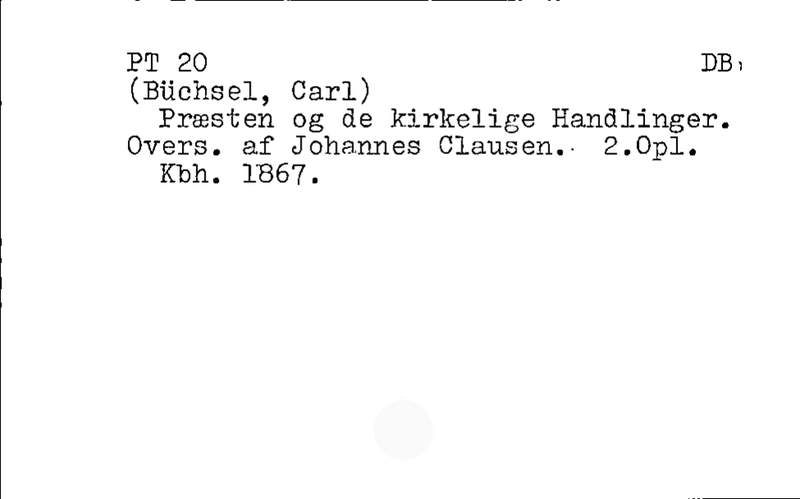 PT 20 DB
(Büchsel, Carl)
Præsten og de kirkelige Handlinger.
Overs. af Johannes Clausen. 2.Opl.
Kbh. 1867.